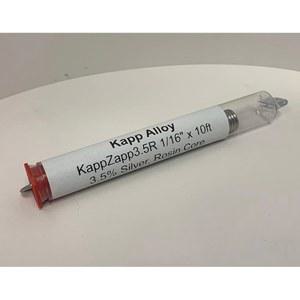 Kapp Alloy
KappZapp3.5R 1/16" x 10ft
3.5% Silver, Rosin Core